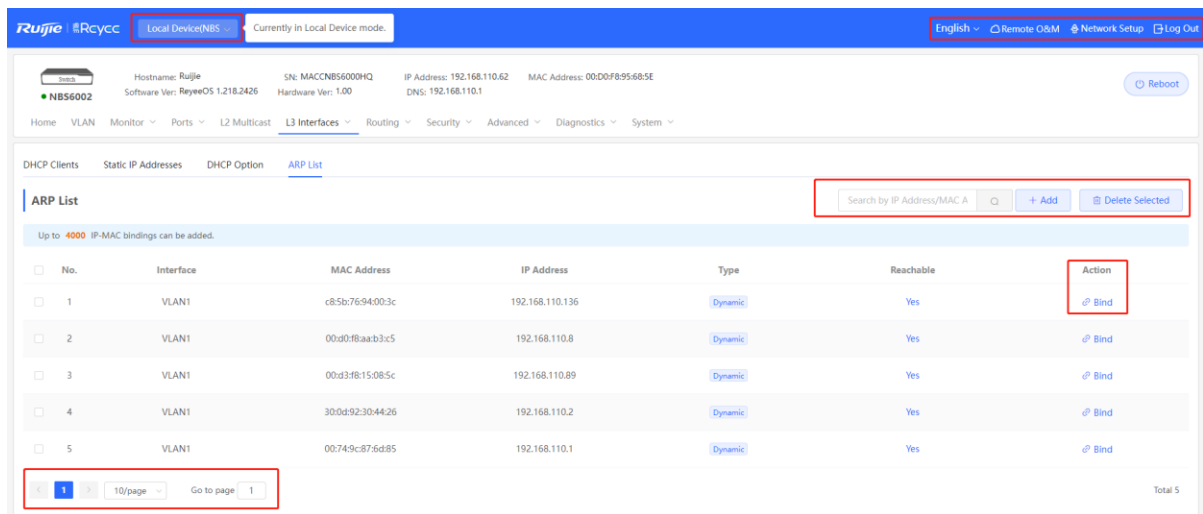 Ruijie Reycc Local Device(NBS Currently in Local Device mode. English Remote O&M Network Setup Log Out
Switch Hostname: Ruijie SN: MACCNBS6000HQ IP Address: 192.168.110.62 MAC Address: 00:D0:F8:95:68:5E Reboot
NBS6002 Software Ver: ReyeeOS 1.218.2426 Hardware Ver: 1.00 DNS: 192.168.110.1
Home VLAN Monitor Ports L2 Multicast L3 Interfaces Routing Security Advanced Diagnostics System
DHCP Clients Static IP Addresses DHCP Option ARP List
ARP List Search by IP Address/MAC A + Add Delete Selected
Up to 4000 IP-MAC bindings can be added.
No. Interface MAC Address IP Address Type Reachable Action
1 VLAN1 c8:5b:76:94:00:3c 192.168.110.136 Dynamic Yes Bind
2 VLAN1 00:d0:f8:aa:b3:c5 192.168.110.8 Dynamic Yes Bind
3 VLAN1 00:d3:f8:15:08:5c 192.168.110.89 Dynamic Yes Bind
4 VLAN1 30:0d:92:30:44:26 192.168.110.2 Dynamic Yes Bind
5 VLAN1 00:74:9c:87:6d:85 192.168.110.1 Dynamic Yes Bind
< 1 > 10/page Go to page 1 Total 5